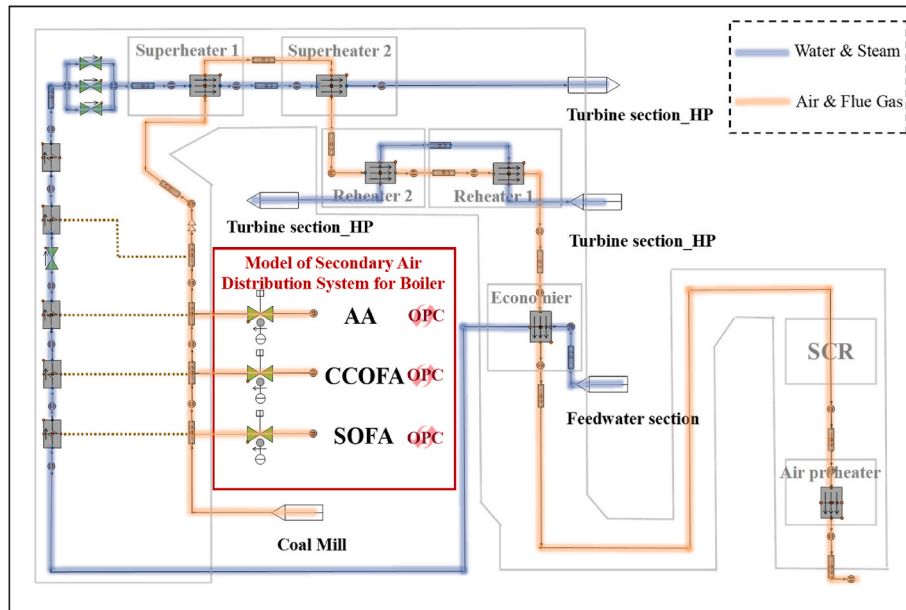 Superheater 1
Superheater 2
Water & Steam
Air & Flue Gas
Turbine section_HP
Reheater 2
Reheater 1
Turbine section_HP
Turbine section_HP
Model of Secondary Air
Distribution System for Boiler
AA
OPC
CCOFA
OPC
SOFA
OPC
Economier
SCR
Feedwater section
Air preheater
Coal Mill